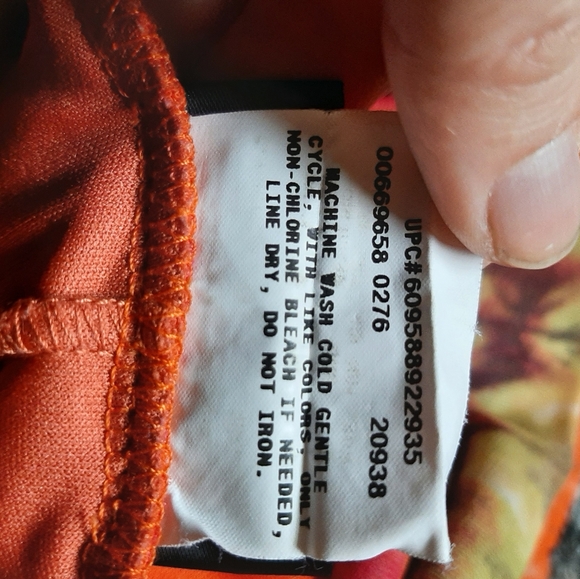 UPC#609588922935
00669658 0276 20938
MACHINE WASH COLD GENTLE
CYCLE, WITH LIKE COLORS, ONLY
NON-CHLORINE BLEACH IF NEEDED,
LINE DRY, DO NOT IRON.